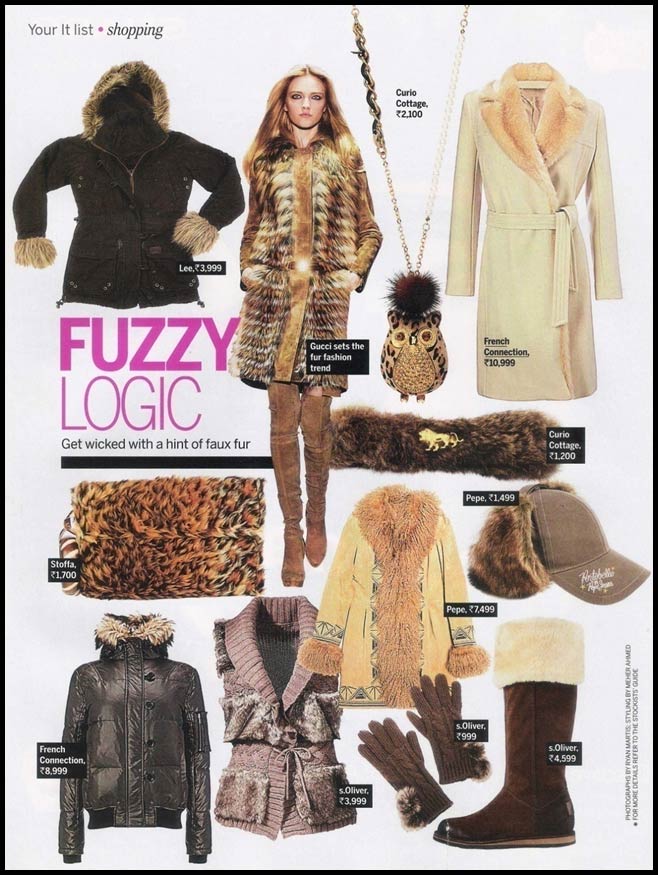 Your It list • shopping
Curio
Cottage,
₹2,100
Lee, ₹3,999
FUZZY
LOGIC
Get wicked with a hint of faux fur
Gucci sets the
fur fashion
trend
French
Connection,
₹10,999
Curio
Cottage,
₹1,200
Stoffa,
₹1,700
Pepe, ₹1,499
Pepe, ₹7,499
French
Connection,
₹8,999
s.Oliver,
₹3,999
s.Oliver,
₹999
s.Oliver,
₹4,599
PHOTOGRAPHS BY RYAN MARTIS; STYLING BY MEHER AHMED
● FOR MORE DETAILS REFER TO THE STOCKISTS' GUIDE